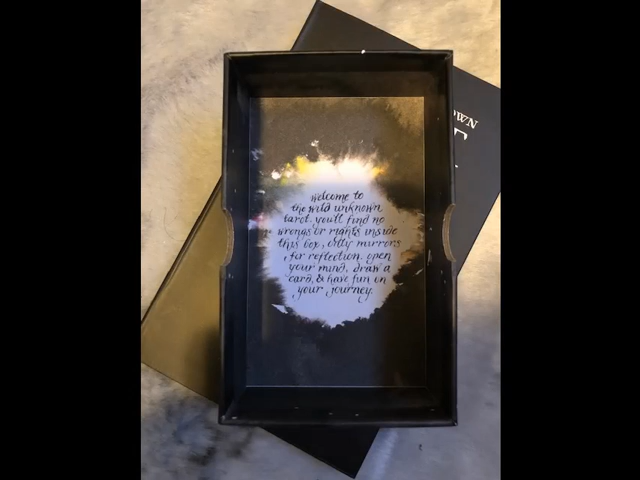 welcome to
the wild unknown
tarot. you'll find no
wrongs or rights inside
this box, only mirrors
for reflection. open
your mind, draw a
card, & have fun on
your journey.